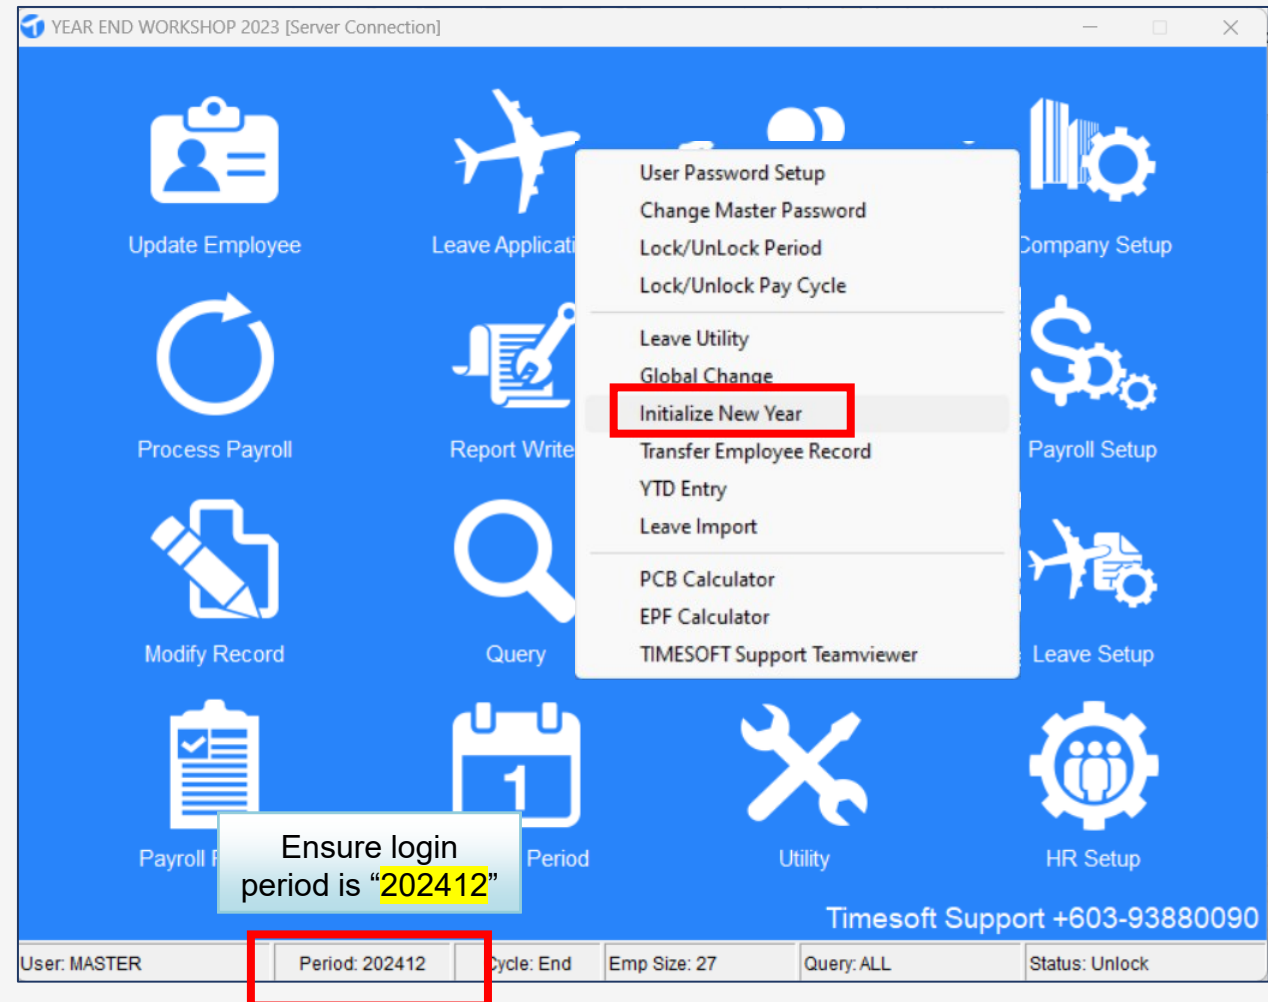 YEAR END WORKSHOP 2023 [Server Connection]
User Password Setup
Change Master Password
Lock/UnLock Period
Lock/Unlock Pay Cycle
Leave Utility
Global Change
Initialize New Year
Transfer Employee Record
YTD Entry
Leave Import
PCB Calculator
EPF Calculator
TIMESOFT Support Teamviewer
Update Employee
Leave Applicati
Company Setup
Process Payroll
Report Write
Payroll Setup
Modify Record
Query
Leave Setup
1
Payroll
Period
Utility
HR Setup
Ensure login
period is “202412”
Timesoft Support +603-93880090
User: MASTER
Period: 202412
Cycle: End
Emp Size: 27
Query: ALL
Status: Unlock